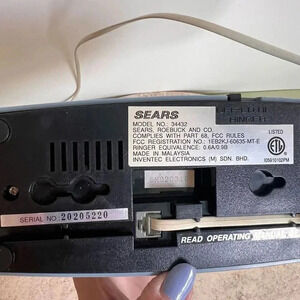 SEARS
MODEL NO. 34432
SEARS, ROEBUCK AND CO.
COMPLIES WITH PART 68, FCC RULES
FCC REGISTRATION NO.: 1EB2KJ-60635-MT-E
RINGER EQUIVALENCE: 0.6A/0.9B
MADE IN MALAYSIA
INVENTEC ELECTRONICS (M) SDN. BHD.
RINGER
LISTED
ETL
SERIAL NO: 20205220
READ OPERATING